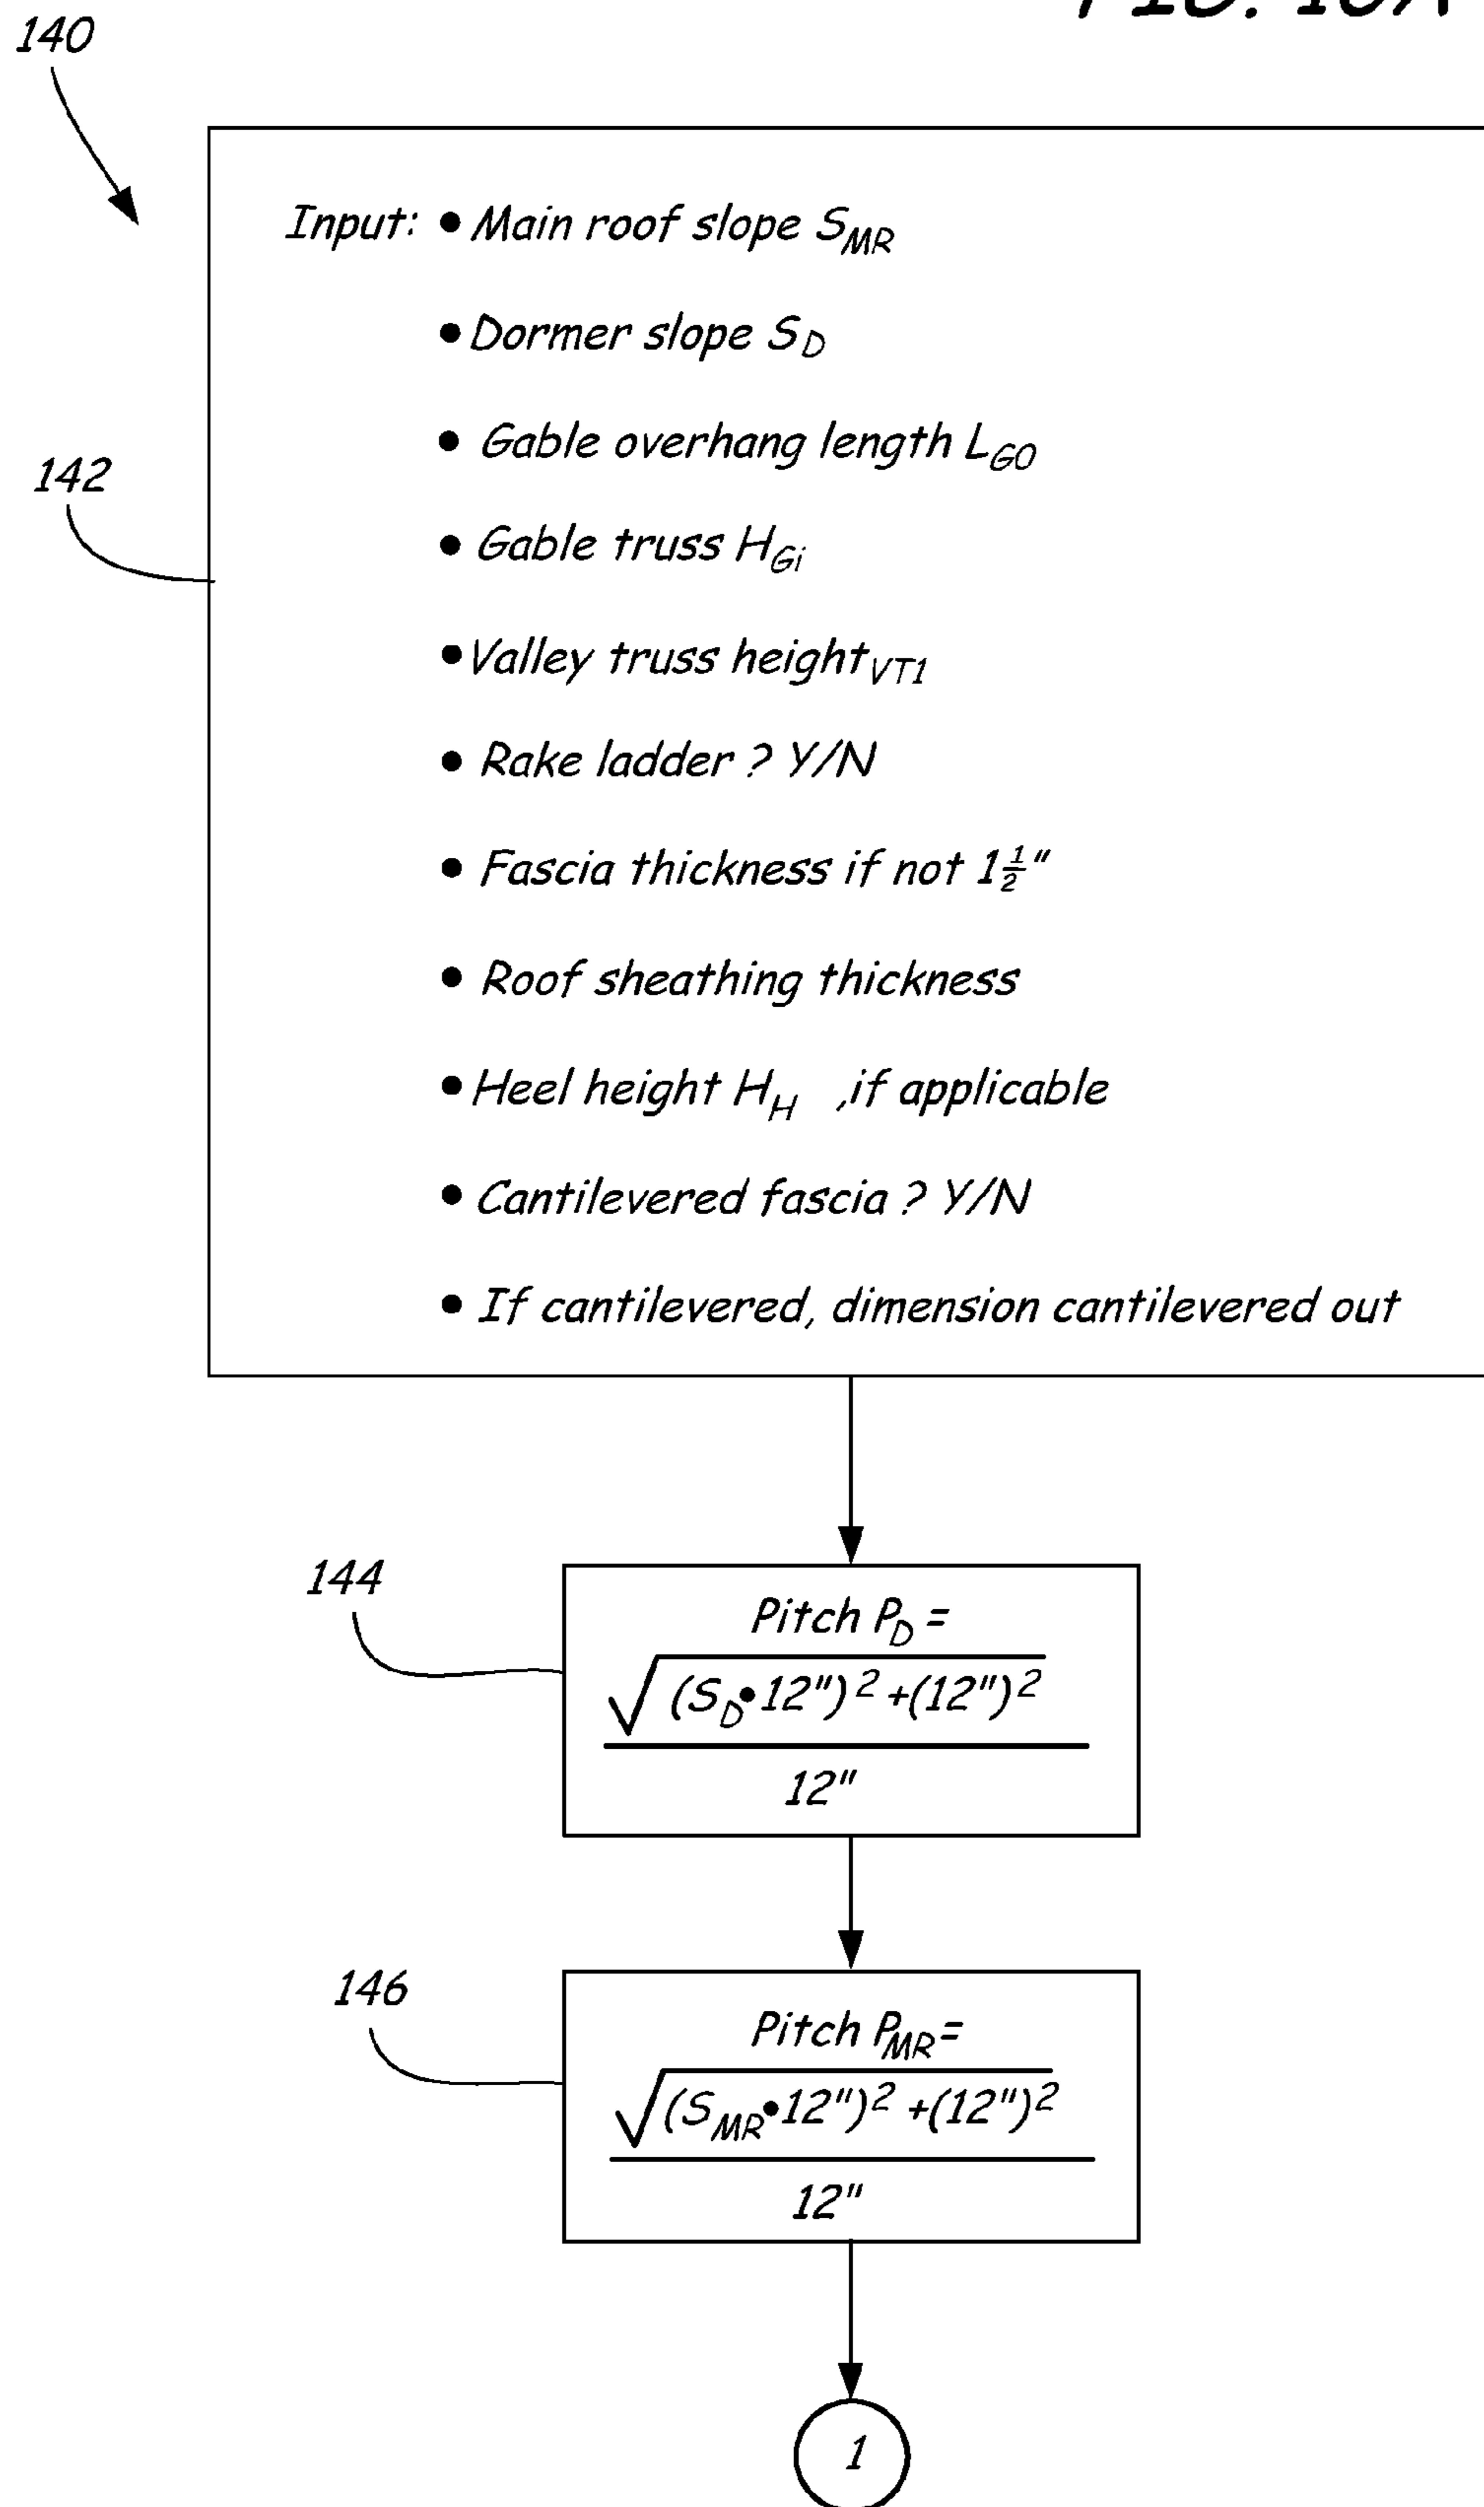 140
Input: • Main roof slope S_MR
• Dormer slope S_D
• Gable overhang length L_GO
142
• Gable truss H_Gi
• Valley truss height_VT1
• Rake ladder ? Y/N
• Fascia thickness if not 1 1/2"
• Roof sheathing thickness
• Heel height H_H ,if applicable
• Cantilevered fascia ? Y/N
• If cantilevered, dimension cantilevered out
144
Pitch P_D =
√(S_D•12")²+(12")²
12"
146
Pitch P_MR=
√(S_MR•12")²+(12")²
12"
1